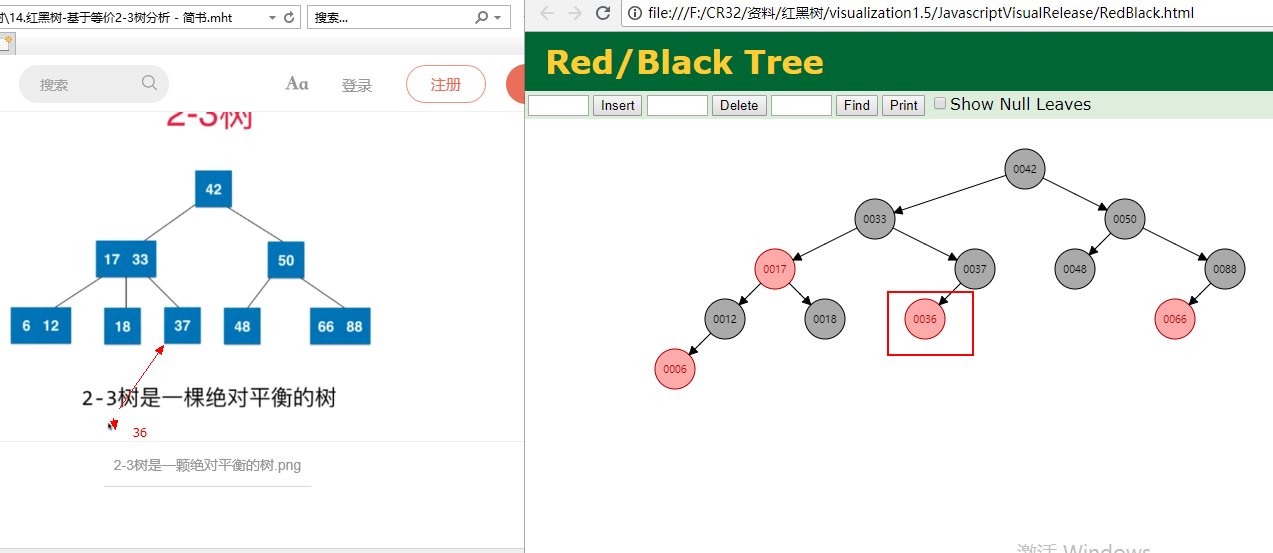 对\14.红黑树-基于等价2-3树分析 - 简书.mht
搜索...
搜索
Aa
登录
注册
2-3树
42
17 33
50
6 12
18
37
48
66 88
2-3树是一棵绝对平衡的树
36
2-3树是一颗绝对平衡的树.png
file:///F:/CR32/资料/红黑树/visualization1.5/JavascriptVisualRelease/RedBlack.html
Red/Black Tree
Insert
Delete
Find
Print
Show Null Leaves
0042
0033
0050
0017
0037
0048
0088
0012
0018
0036
0066
0006
激活 Windows